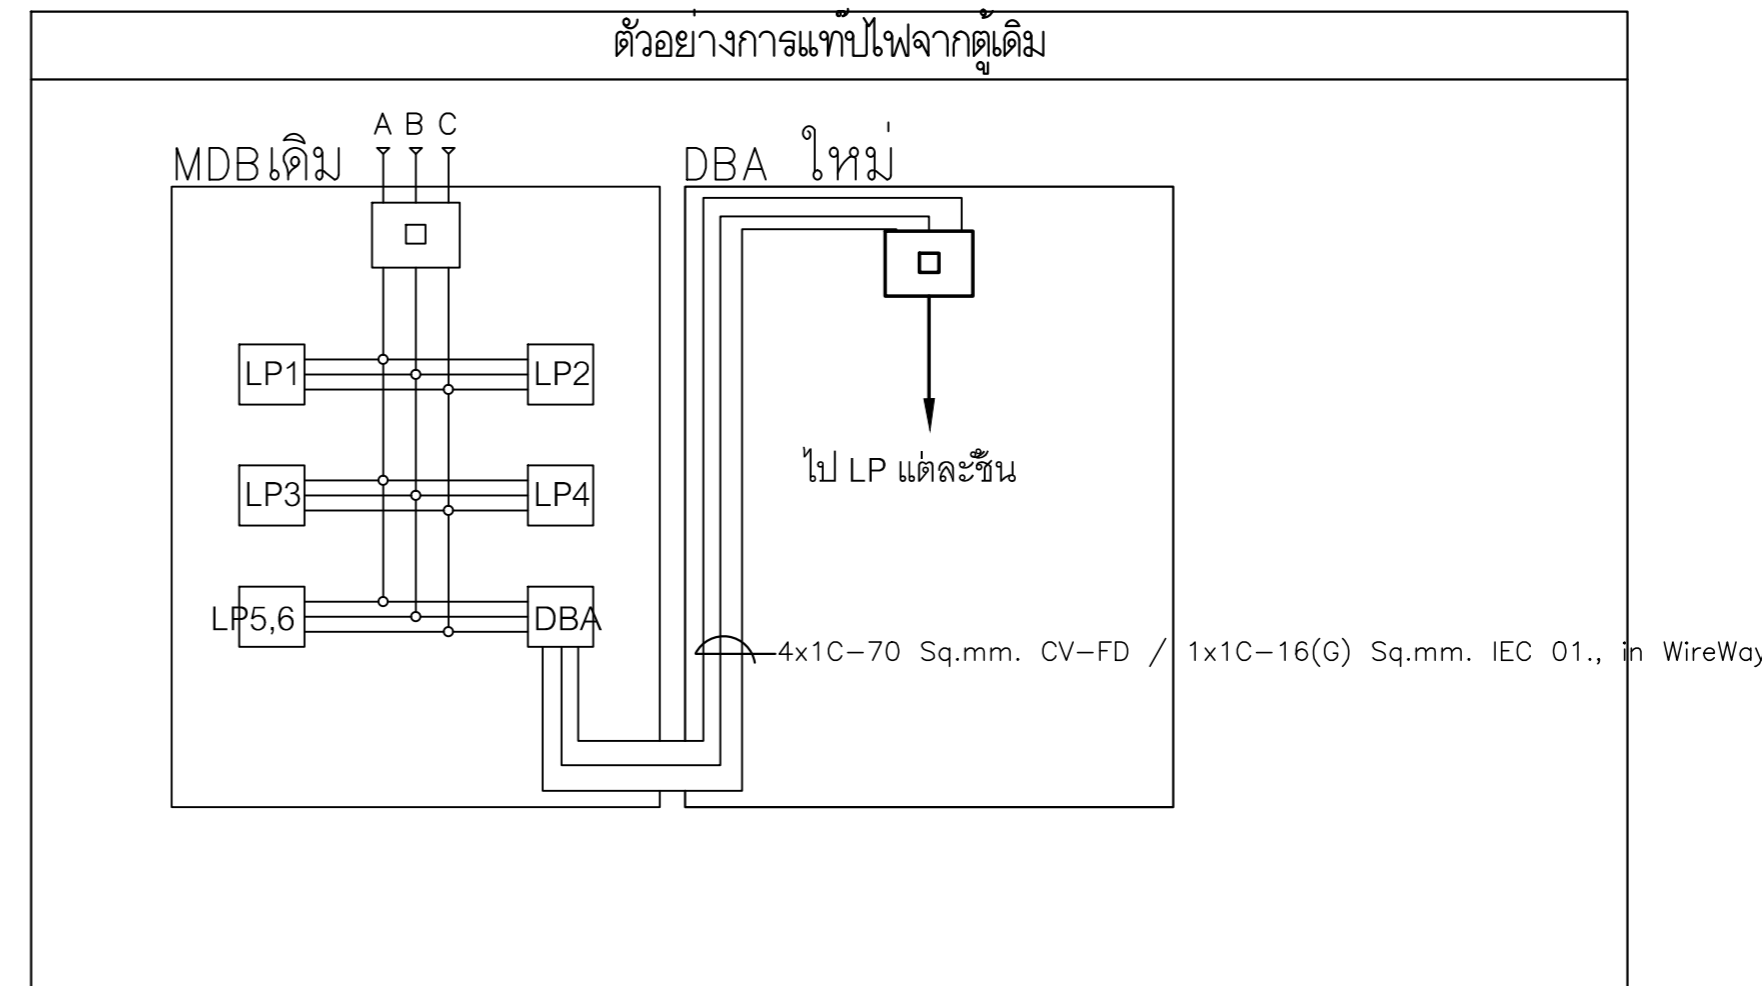 ตัวอย่างการแท๊ปไฟจากตู้เดิม
A B C
MDBเดิม
DBA ใหม่
LP1
LP2
LP3
LP4
ไป LP แต่ละชั้น
LP5,6
DBA
4x1C-70 Sq.mm. CV-FD / 1x1C-16(G) Sq.mm. IEC 01., in WireWay